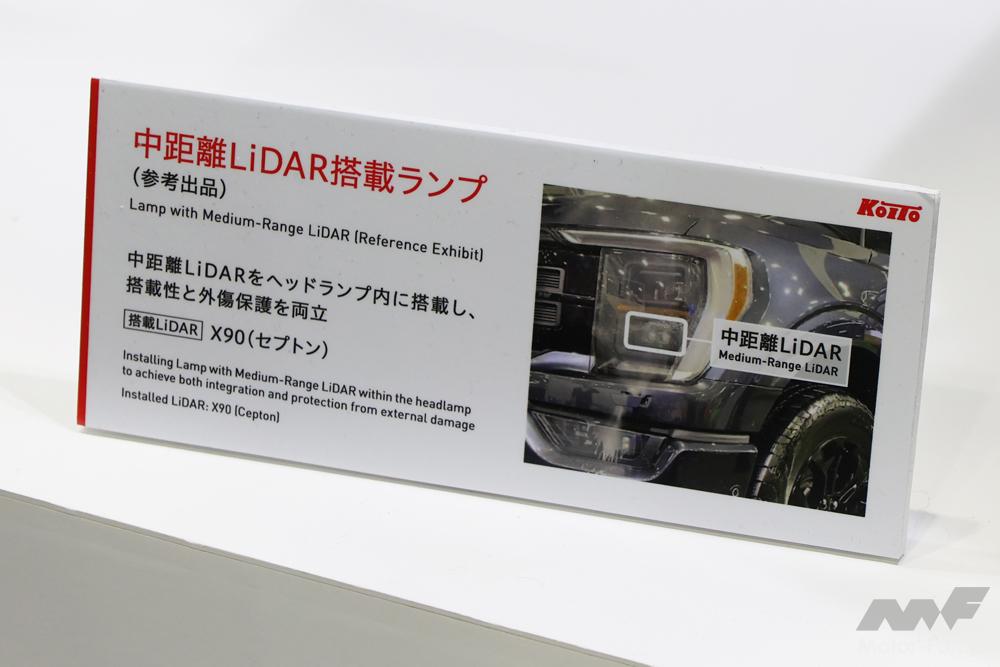 中距離LiDAR搭載ランプ
(参考出品)
Lamp with Medium-Range LiDAR (Reference Exhibit)
中距離LiDARをヘッドランプ内に搭載し、
搭載性と外傷保護を両立
搭載LiDAR X90(セプトン)
Installing Lamp with Medium-Range LiDAR within the headlamp
to achieve both integration and protection from external damage
Installed LiDAR: X90 (Cepton)
KOITO
中距離LiDAR
Medium-Range LiDAR
MF